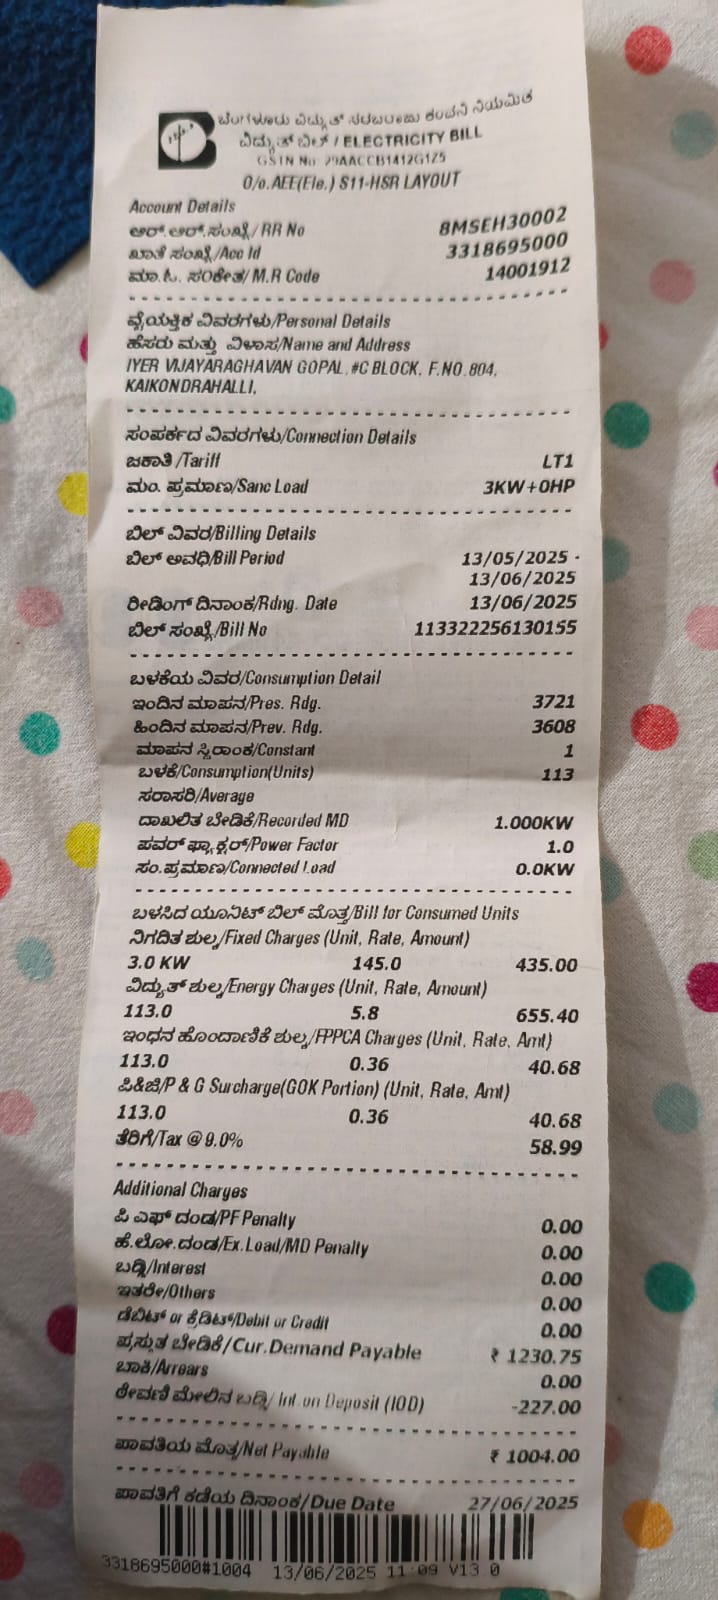 ಬೆಂಗಳೂರು ವಿದ್ಯುತ್ ಸರಬರಾಜು ಕಂಪನಿ ನಿಯಮಿತ
ವಿದ್ಯುತ್ ಬಿಲ್ / ELECTRICITY BILL
GSTN No: 29AACCB1412G1Z5
O/o.AEE(Ele.) S11-HSR LAYOUT
Account Details
ಆರ್.ಆರ್.ಸಂಖ್ಯೆ/ RR No 8MSEH30002
ಖಾತೆ ಸಂಖ್ಯೆ/Acc Id 3318695000
ಮಾ.ಓ. ಸಂಕೇತ/ M.R Code 14001912
ವೈಯಕ್ತಿಕ ವಿವರಗಳು/Personal Details
ಹೆಸರು ಮತ್ತು ವಿಳಾಸ/Name and Address
IYER VIJAYARAGHAVAN GOPAL,#C BLOCK, F.NO.804,
KAIKONDRAHALLI,
ಸಂಪರ್ಕದ ವಿವರಗಳು/Connection Details
ಜಕಾತಿ /Tariff LT1
ಮಂ. ಪ್ರಮಾಣ/Sanc Load 3KW+0HP
ಬಿಲ್ ವಿವರ/Billing Details
ಬಿಲ್ ಅವಧಿ/Bill Period 13/05/2025 -
13/06/2025
ರೀಡಿಂಗ್ ದಿನಾಂಕ/Rdng. Date 13/06/2025
ಬಿಲ್ ಸಂಖ್ಯೆ/Bill No 113322256130155
ಬಳಕೆಯ ವಿವರ/Consumption Detail
ಇಂದಿನ ಮಾಪನ/Pres. Rdg. 3721
ಹಿಂದಿನ ಮಾಪನ/Prev. Rdg. 3608
ಮಾಪನ ಸ್ಥಿರಾಂಕ/Constant 1
ಬಳಕೆ/Consumption(Units) 113
ಸರಾಸರಿ/Average
ದಾಖಲಿತ ಬೇಡಿಕೆ/Recorded MD 1.000KW
ಪವರ್ ಫ್ಯಾಕ್ಟರ್/Power Factor 1.0
ಸಂ.ಪ್ರಮಾಣ/Connected Load 0.0KW
ಬಳಸಿದ ಯೂನಿಟ್ ಬಿಲ್ ಮೊತ್ತ/Bill for Consumed Units
ನಿಗದಿತ ಶುಲ್ಕ/Fixed Charges (Unit, Rate, Amount)
3.0 KW 145.0 435.00
ವಿದ್ಯುತ್ ಶುಲ್ಕ/Energy Charges (Unit, Rate, Amount)
113.0 5.8 655.40
ಇಂಧನ ಹೊಂದಾಣಿಕೆ ಶುಲ್ಕ/FPPCA Charges (Unit, Rate, Amt)
113.0 0.36 40.68
ಪಿ&ಜಿ/P & G Surcharge(GOK Portion) (Unit, Rate, Amt)
113.0 0.36 40.68
ತೆರಿಗೆ/Tax @ 9.0% 58.99
Additional Charges
ಪಿ ಎಫ್ ದಂಡ/PF Penalty 0.00
ಹೆ.ಲೋ.ದಂಡ/Ex.Load/MD Penalty 0.00
ಬಡ್ಡಿ/Interest 0.00
ಇತರೇ/Others 0.00
ಡೆಬಿಟ್ or ಕ್ರೆಡಿಟ್/Debit or Credit 0.00
ಪ್ರಸ್ತುತ ಬೇಡಿಕೆ/Cur.Demand Payable ₹ 1230.75
ಬಾಕಿ/Arrears 0.00
ಠೇವಣಿ ಮೇಲಿನ ಬಡ್ಡಿ/ Int.on Deposit (IOD) -227.00
ಪಾವತಿಯ ಮೊತ್ತ/Net Payable ₹ 1004.00
ಪಾವತಿಗೆ ಕಡೆಯ ದಿನಾಂಕ/Due Date 27/06/2025
3318695000#1004 13/06/2025 11:09 V13.0